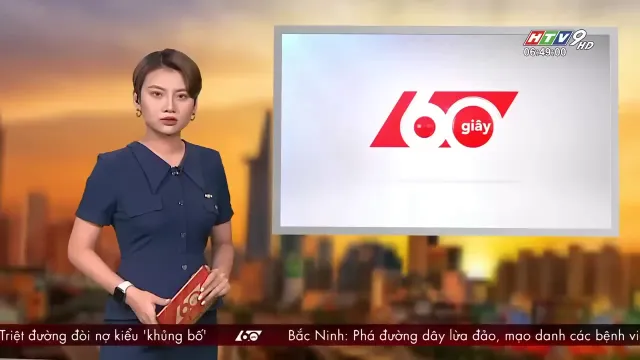 HTV9 HD
06:49:00
60 giây
Triệt đường đòi nợ kiểu 'khủng bố' 60 Bắc Ninh: Phá đường dây lừa đảo, mạo danh các bệnh vi